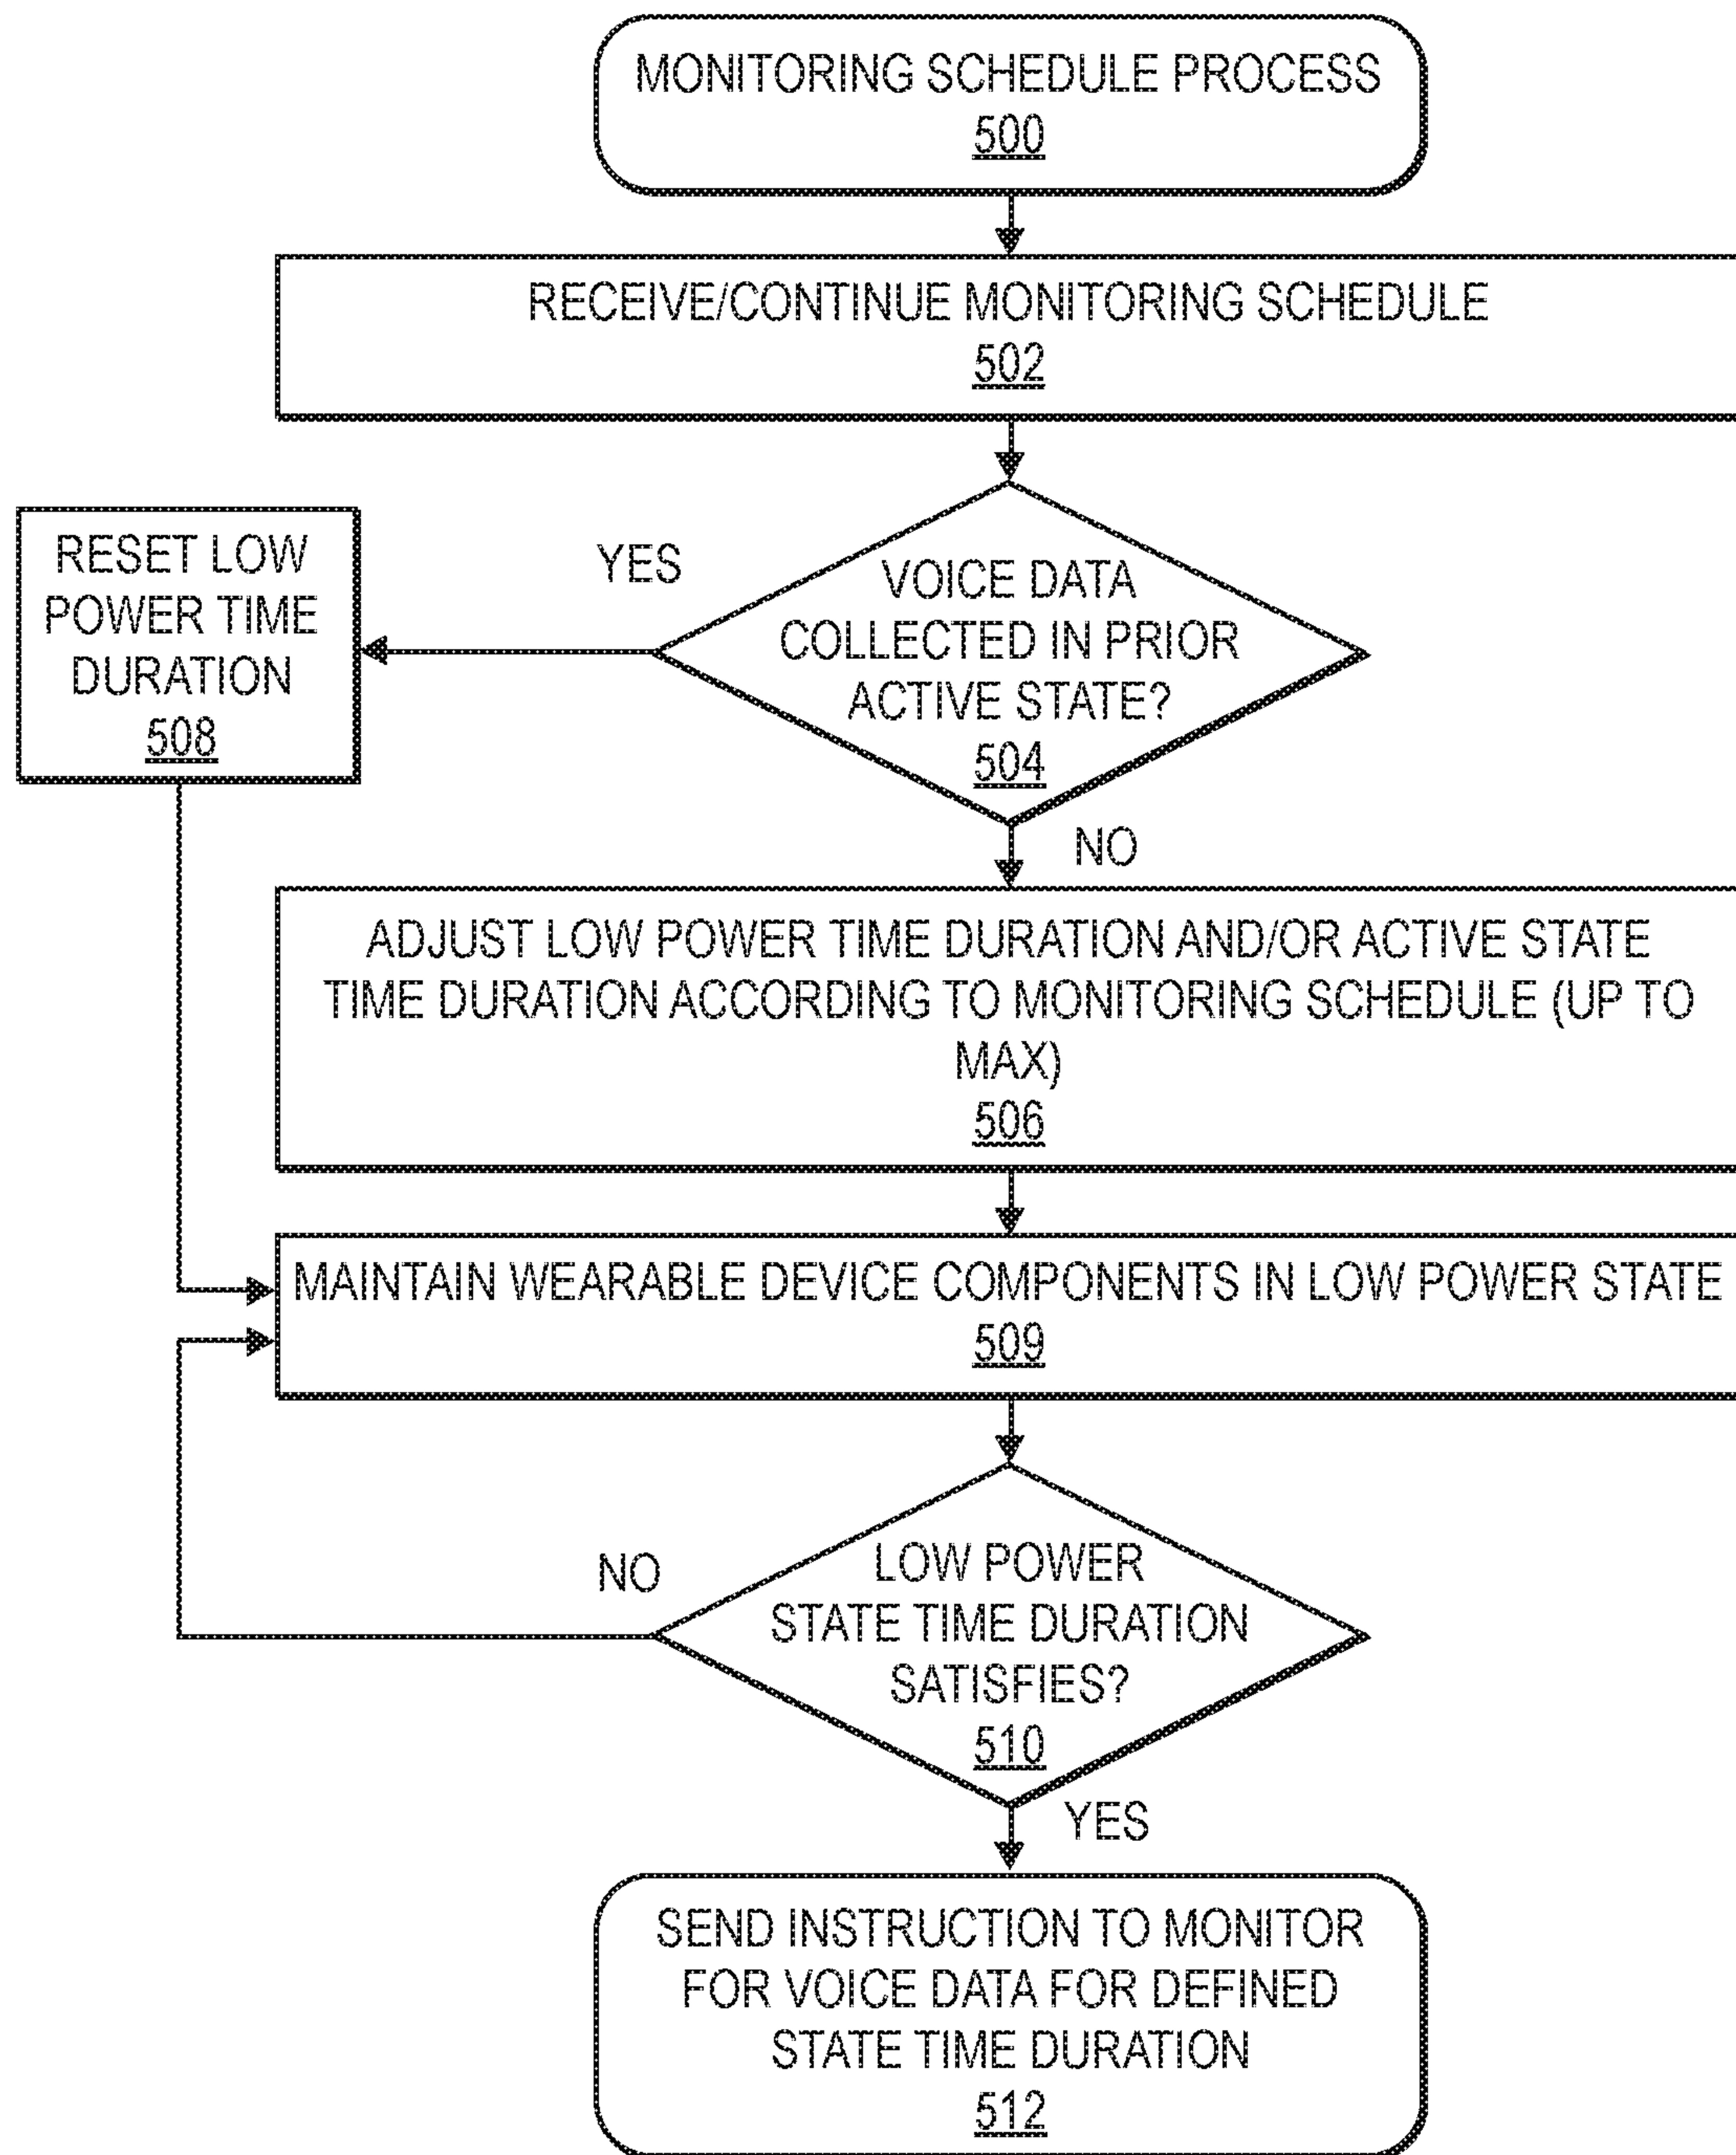 MONITORING SCHEDULE PROCESS
500
RECEIVE/CONTINUE MONITORING SCHEDULE
502
RESET LOW
POWER TIME
DURATION
508
YES
VOICE DATA
COLLECTED IN PRIOR
ACTIVE STATE?
504
NO
ADJUST LOW POWER TIME DURATION AND/OR ACTIVE STATE
TIME DURATION ACCORDING TO MONITORING SCHEDULE (UP TO
MAX)
506
MAINTAIN WEARABLE DEVICE COMPONENTS IN LOW POWER STATE
509
NO
LOW POWER
STATE TIME DURATION
SATISFIES?
510
YES
SEND INSTRUCTION TO MONITOR
FOR VOICE DATA FOR DEFINED
STATE TIME DURATION
512